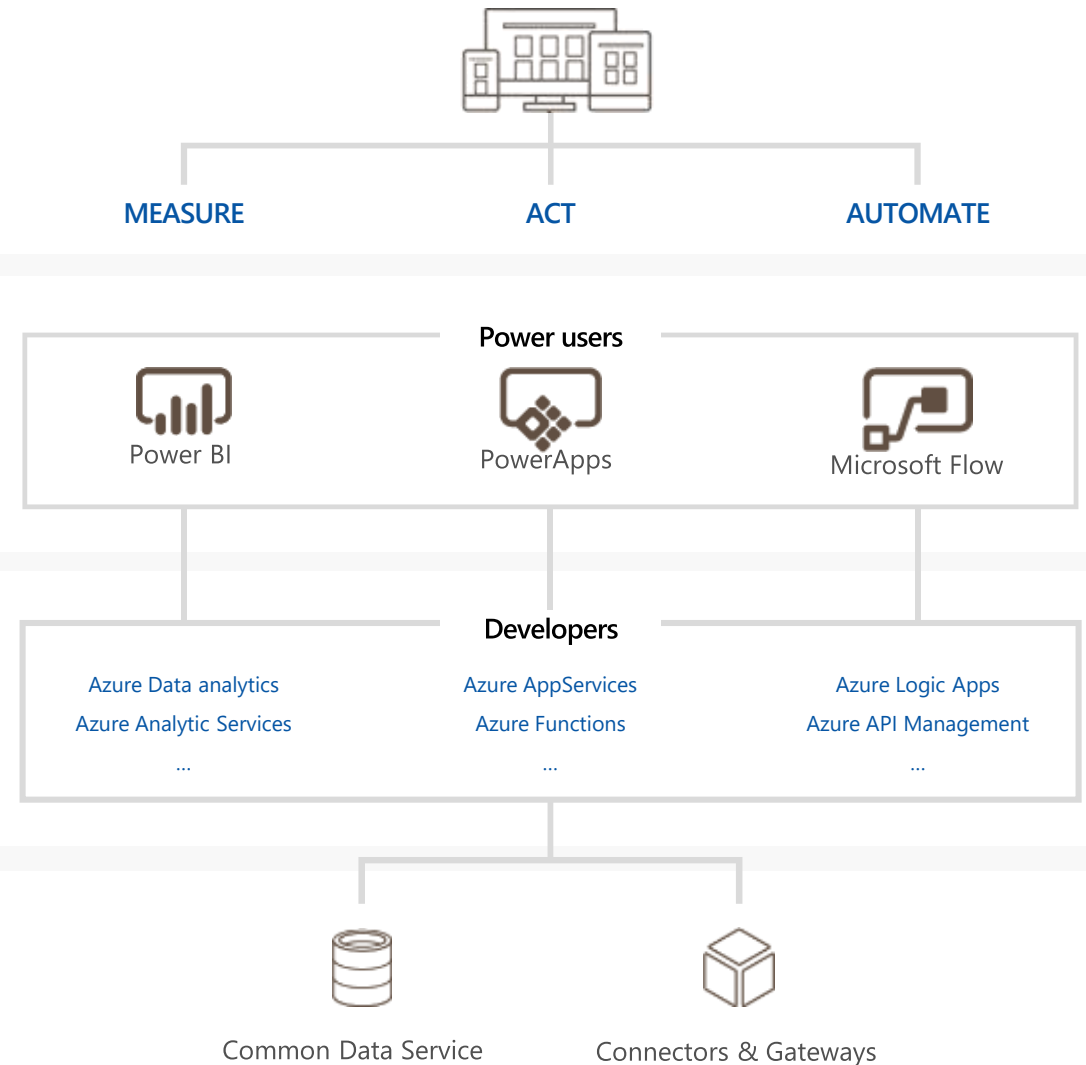 MEASURE
ACT
AUTOMATE
Power users
Power BI
PowerApps
Microsoft Flow
Developers
Azure Data analytics
Azure AppServices
Azure Logic Apps
Azure Analytic Services
Azure Functions
Azure API Management
...
...
...
Common Data Service
Connectors & Gateways